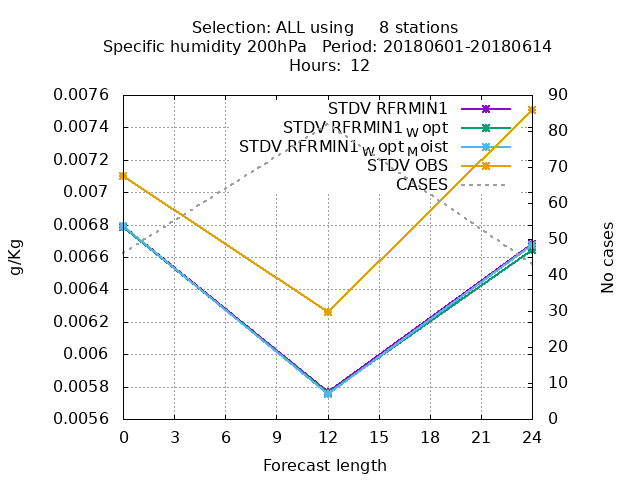 Selection: ALL using 8 stations
Specific humidity 200hPa Period: 20180601-20180614
Hours: 12
STDV RFRMIN1
STDV RFRMIN1 W opt
STDV RFRMIN1 W opt M oist
STDV OBS
CASES
0.0076
0.0074
0.0072
0.007
0.0068
0.0066
0.0064
0.0062
0.006
0.0058
0.0056
g/Kg
90
80
70
60
50
40
30
20
10
0
No cases
0 3 6 9 12 15 18 21 24
Forecast length